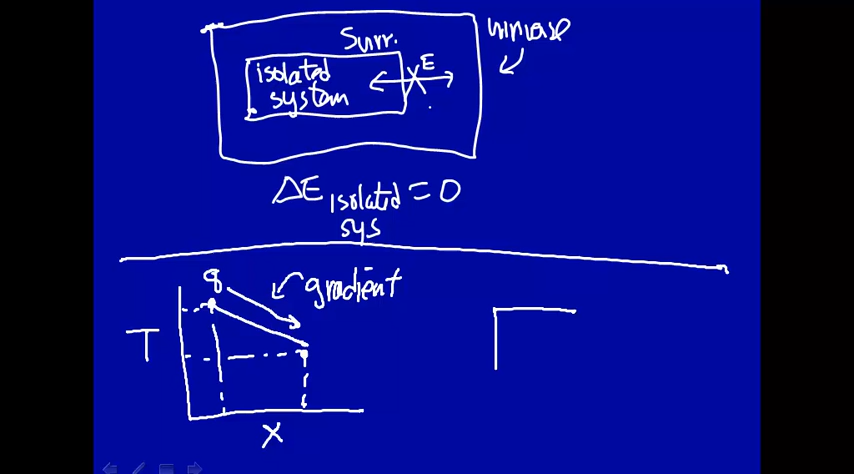 universe
Surr.
isolated
system
E
ΔE isolated = 0
sys
q
gradient
T
X